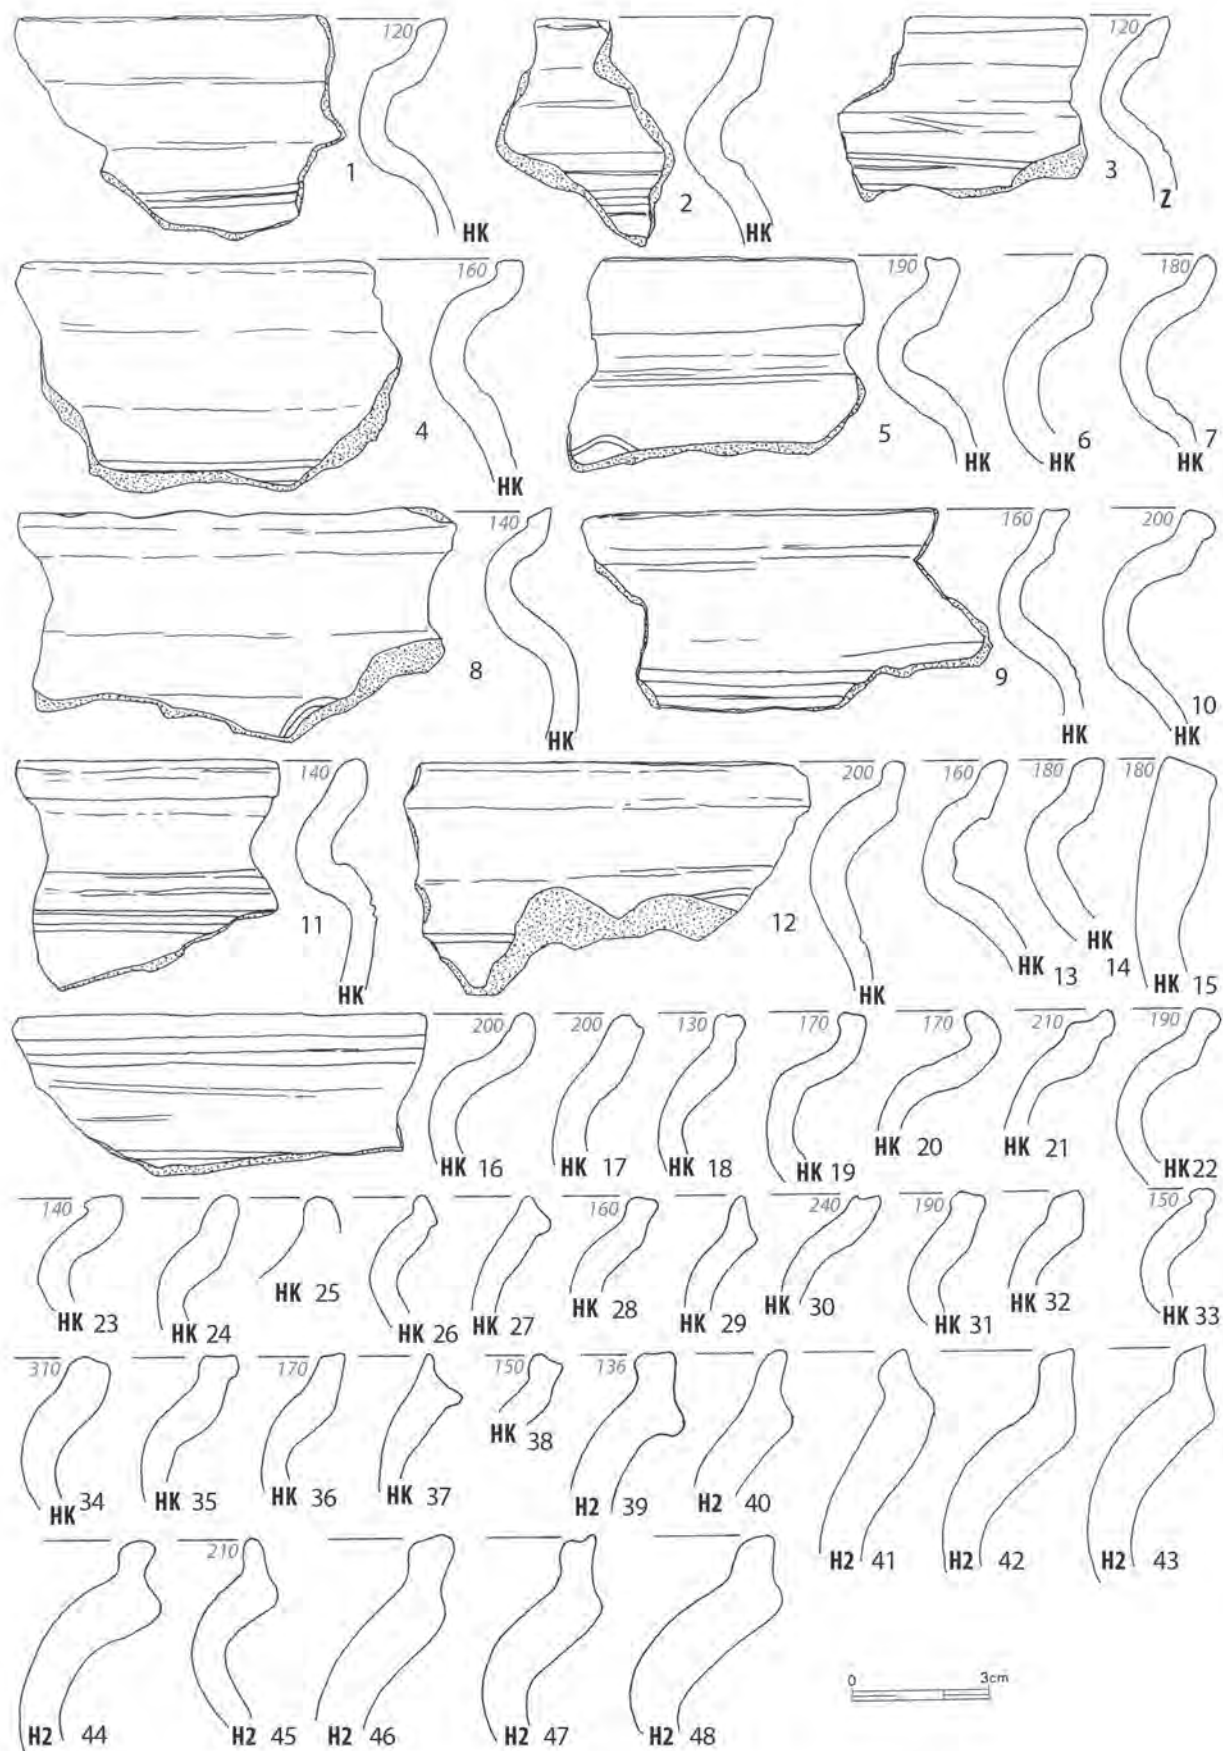 120 1 HK
2 HK
120 3 Z
160 4 HK
190 5 HK
6 HK
180 7 HK
140 8 HK
160 9 HK
200 10 HK
140 11 HK
200 12 HK
160 HK 13
180 HK 14
180 HK 15
200 HK 16
200 HK 17
130 HK 18
170 HK 19
170 HK 20
210 HK 21
190 HK 22
140 HK 23
HK 24
HK 25
HK 26
HK 27
160 HK 28
HK 29
240 HK 30
190 HK 31
HK 32
150 HK 33
310 HK 34
HK 35
170 HK 36
HK 37
150 HK 38
136 H2 39
H2 40
H2 41
H2 42
H2 43
H2 44
210 H2 45
H2 46
H2 47
H2 48
0 3cm